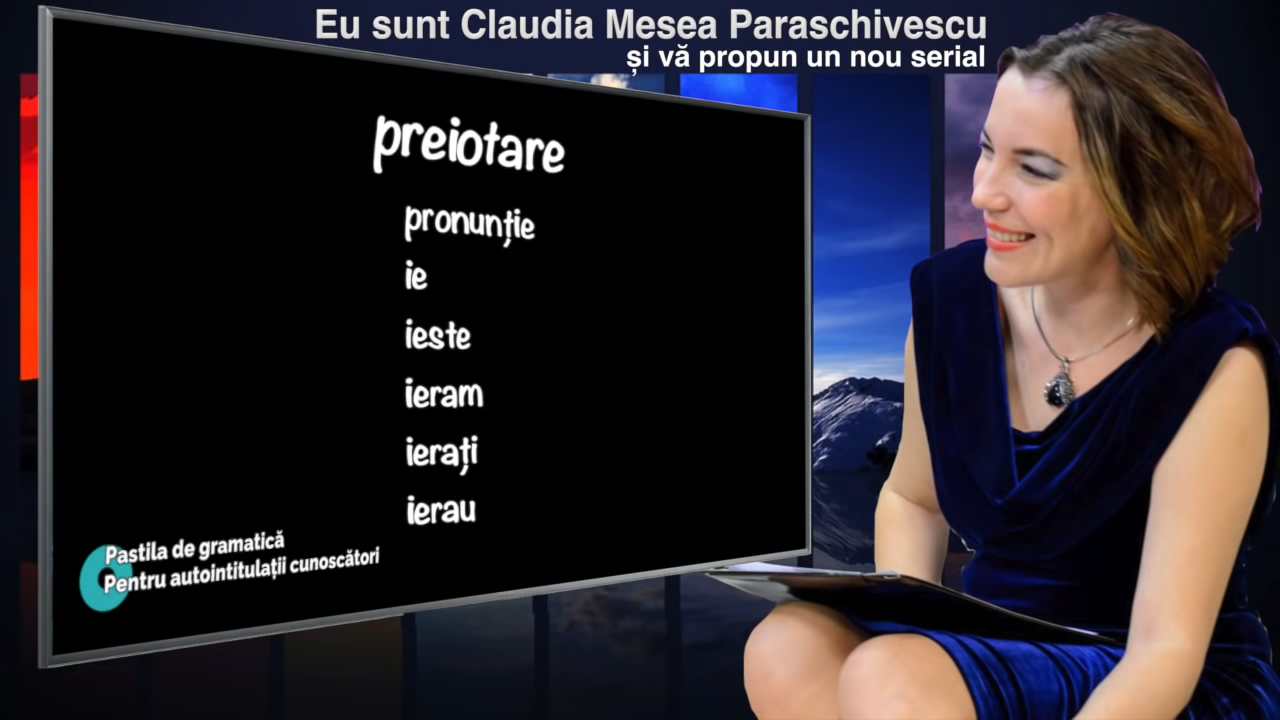 Eu sunt Claudia Mesea Paraschivescu
și vă propun un nou serial
preiotare
pronunție
ie
ieste
ieram
ierați
ierau
Pastila de gramatică
Pentru autointitulații cunoscători